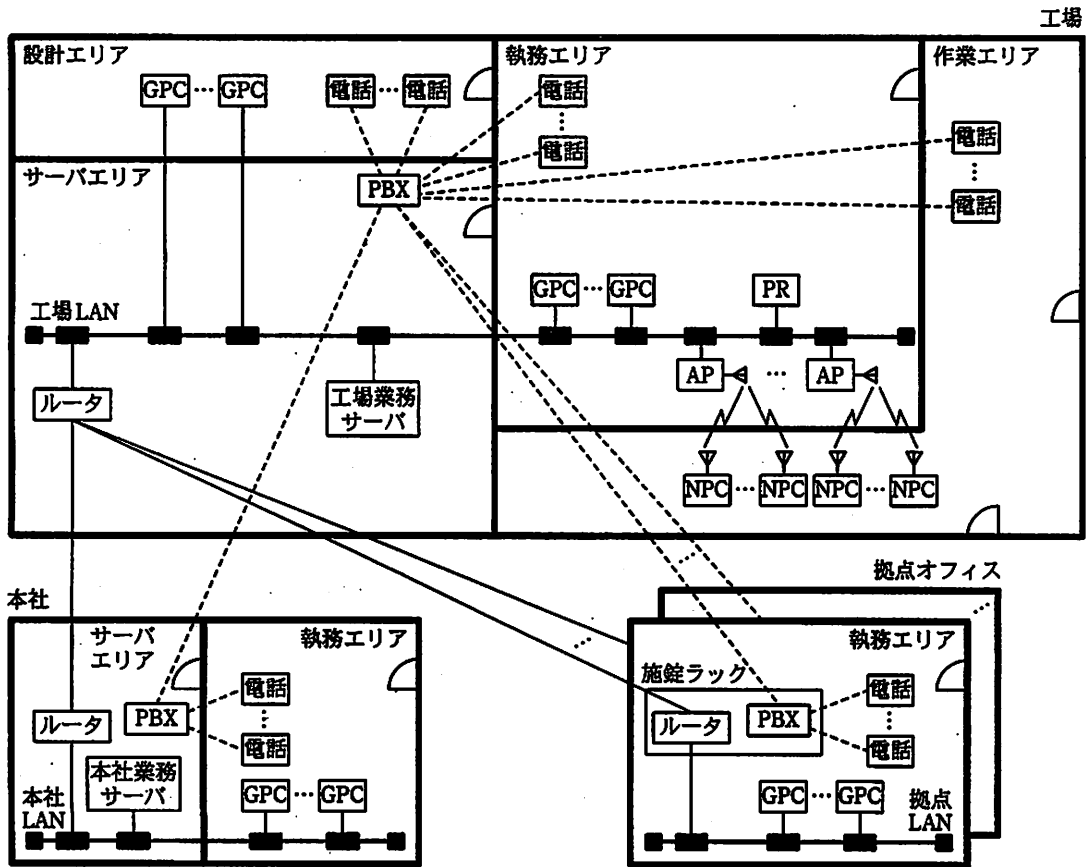 工場
設計エリア
執務エリア
作業エリア
GPC … GPC
電話 … 電話
電話
⋮
電話
電話
⋮
電話
サーバエリア
PBX
GPC … GPC
PR
工場LAN
AP … AP
ルータ
工場業務
サーバ
NPC … NPC
NPC … NPC
拠点オフィス
本社
サーバ
エリア
執務エリア
執務エリア
施錠ラック
電話
⋮
電話
ルータ
PBX
本社業務
サーバ
GPC … GPC
本社
LAN
ルータ
PBX
電話
⋮
電話
GPC … GPC
拠点
LAN